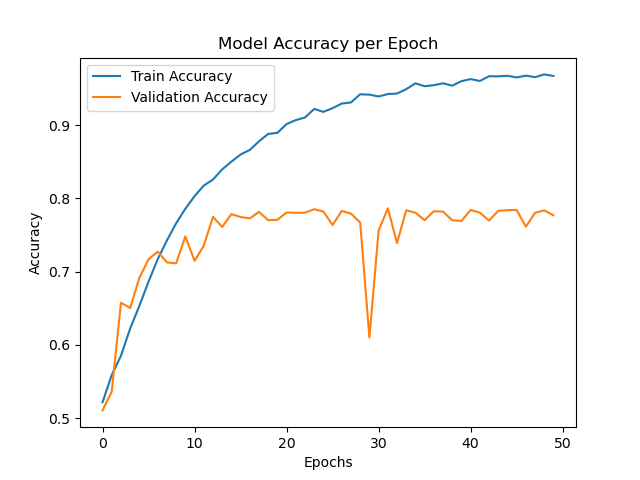 Model Accuracy per Epoch
Train Accuracy
Validation Accuracy
0.9
0.8
0.7
0.6
0.5
Accuracy
0 10 20 30 40 50
Epochs